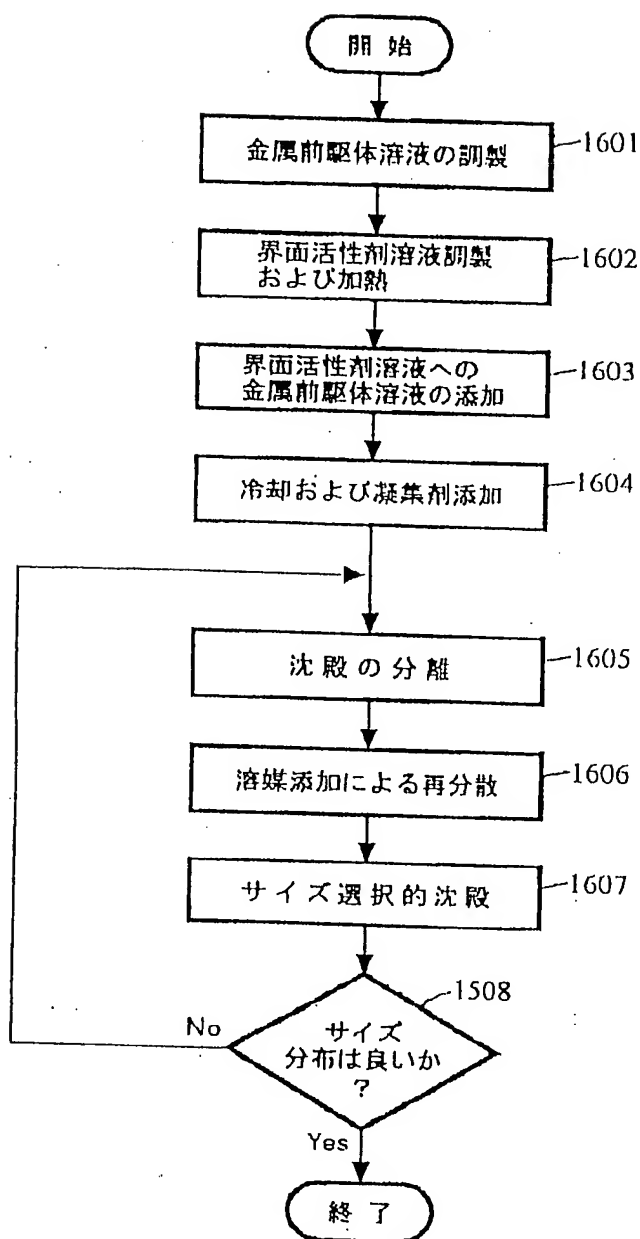 開始
金属前駆体溶液の調製
1601
界面活性剤溶液調製
および加熱
1602
界面活性剤溶液への
金属前駆体溶液の添加
1603
冷却および凝集剤添加
1604
沈殿の分離
1605
溶媒添加による再分散
1606
サイズ選択的沈殿
1607
1508
No
サイズ
分布は良いか
?
Yes
終了